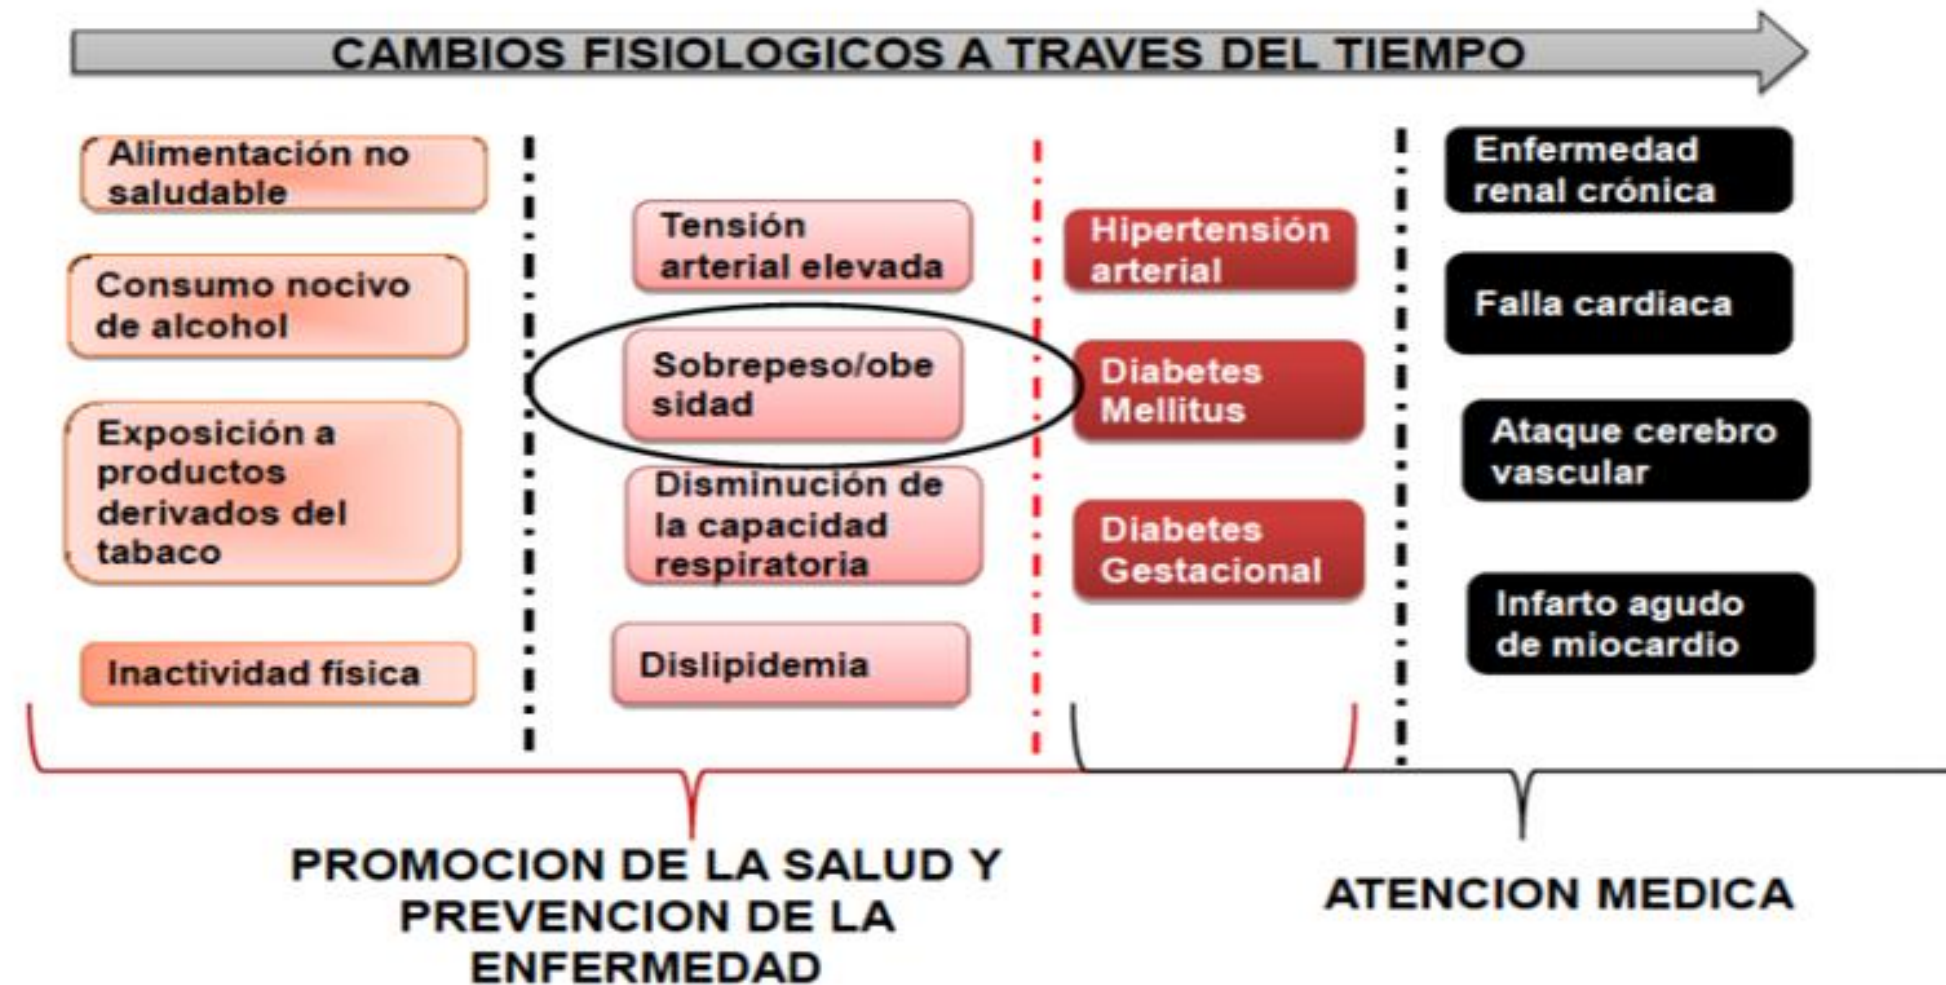 CAMBIOS FISIOLOGICOS A TRAVES DEL TIEMPO
Alimentación no
saludable
Consumo nocivo
de alcohol
Exposición a
productos
derivados del
tabaco
Inactividad física
Tensión
arterial elevada
Sobrepeso/obe
sidad
Disminución de
la capacidad
respiratoria
Dislipidemia
Hipertensión
arterial
Diabetes
Mellitus
Diabetes
Gestacional
Enfermedad
renal crónica
Falla cardiaca
Ataque cerebro
vascular
Infarto agudo
de miocardio
PROMOCION DE LA SALUD Y
PREVENCION DE LA
ENFERMEDAD
ATENCION MEDICA